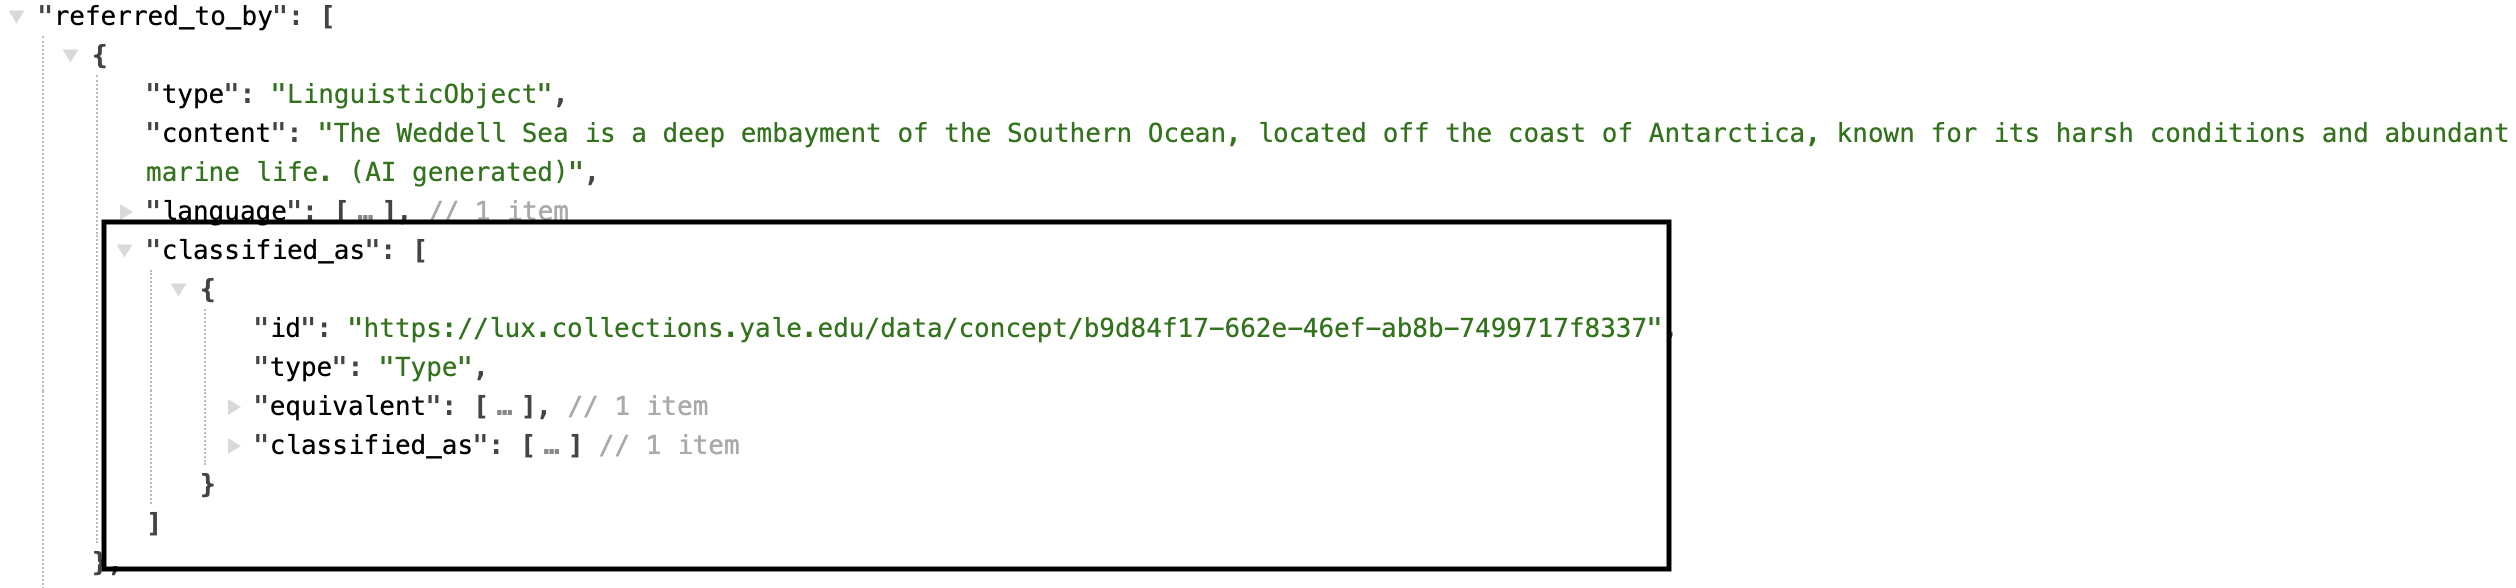 "referred_to_by": [
{
"type": "LinguisticObject",
"content": "The Weddell Sea is a deep embayment of the Southern Ocean, located off the coast of Antarctica, known for its harsh conditions and abundant
marine life. (AI generated)",
"language": [ … ], // 1 item
"classified_as": [
{
"id": "https://lux.collections.yale.edu/data/concept/b9d84f17-662e-46ef-ab8b-7499717f8337",
"type": "Type",
"equivalent": [ … ], // 1 item
"classified_as": [ … ] // 1 item
}
]
},